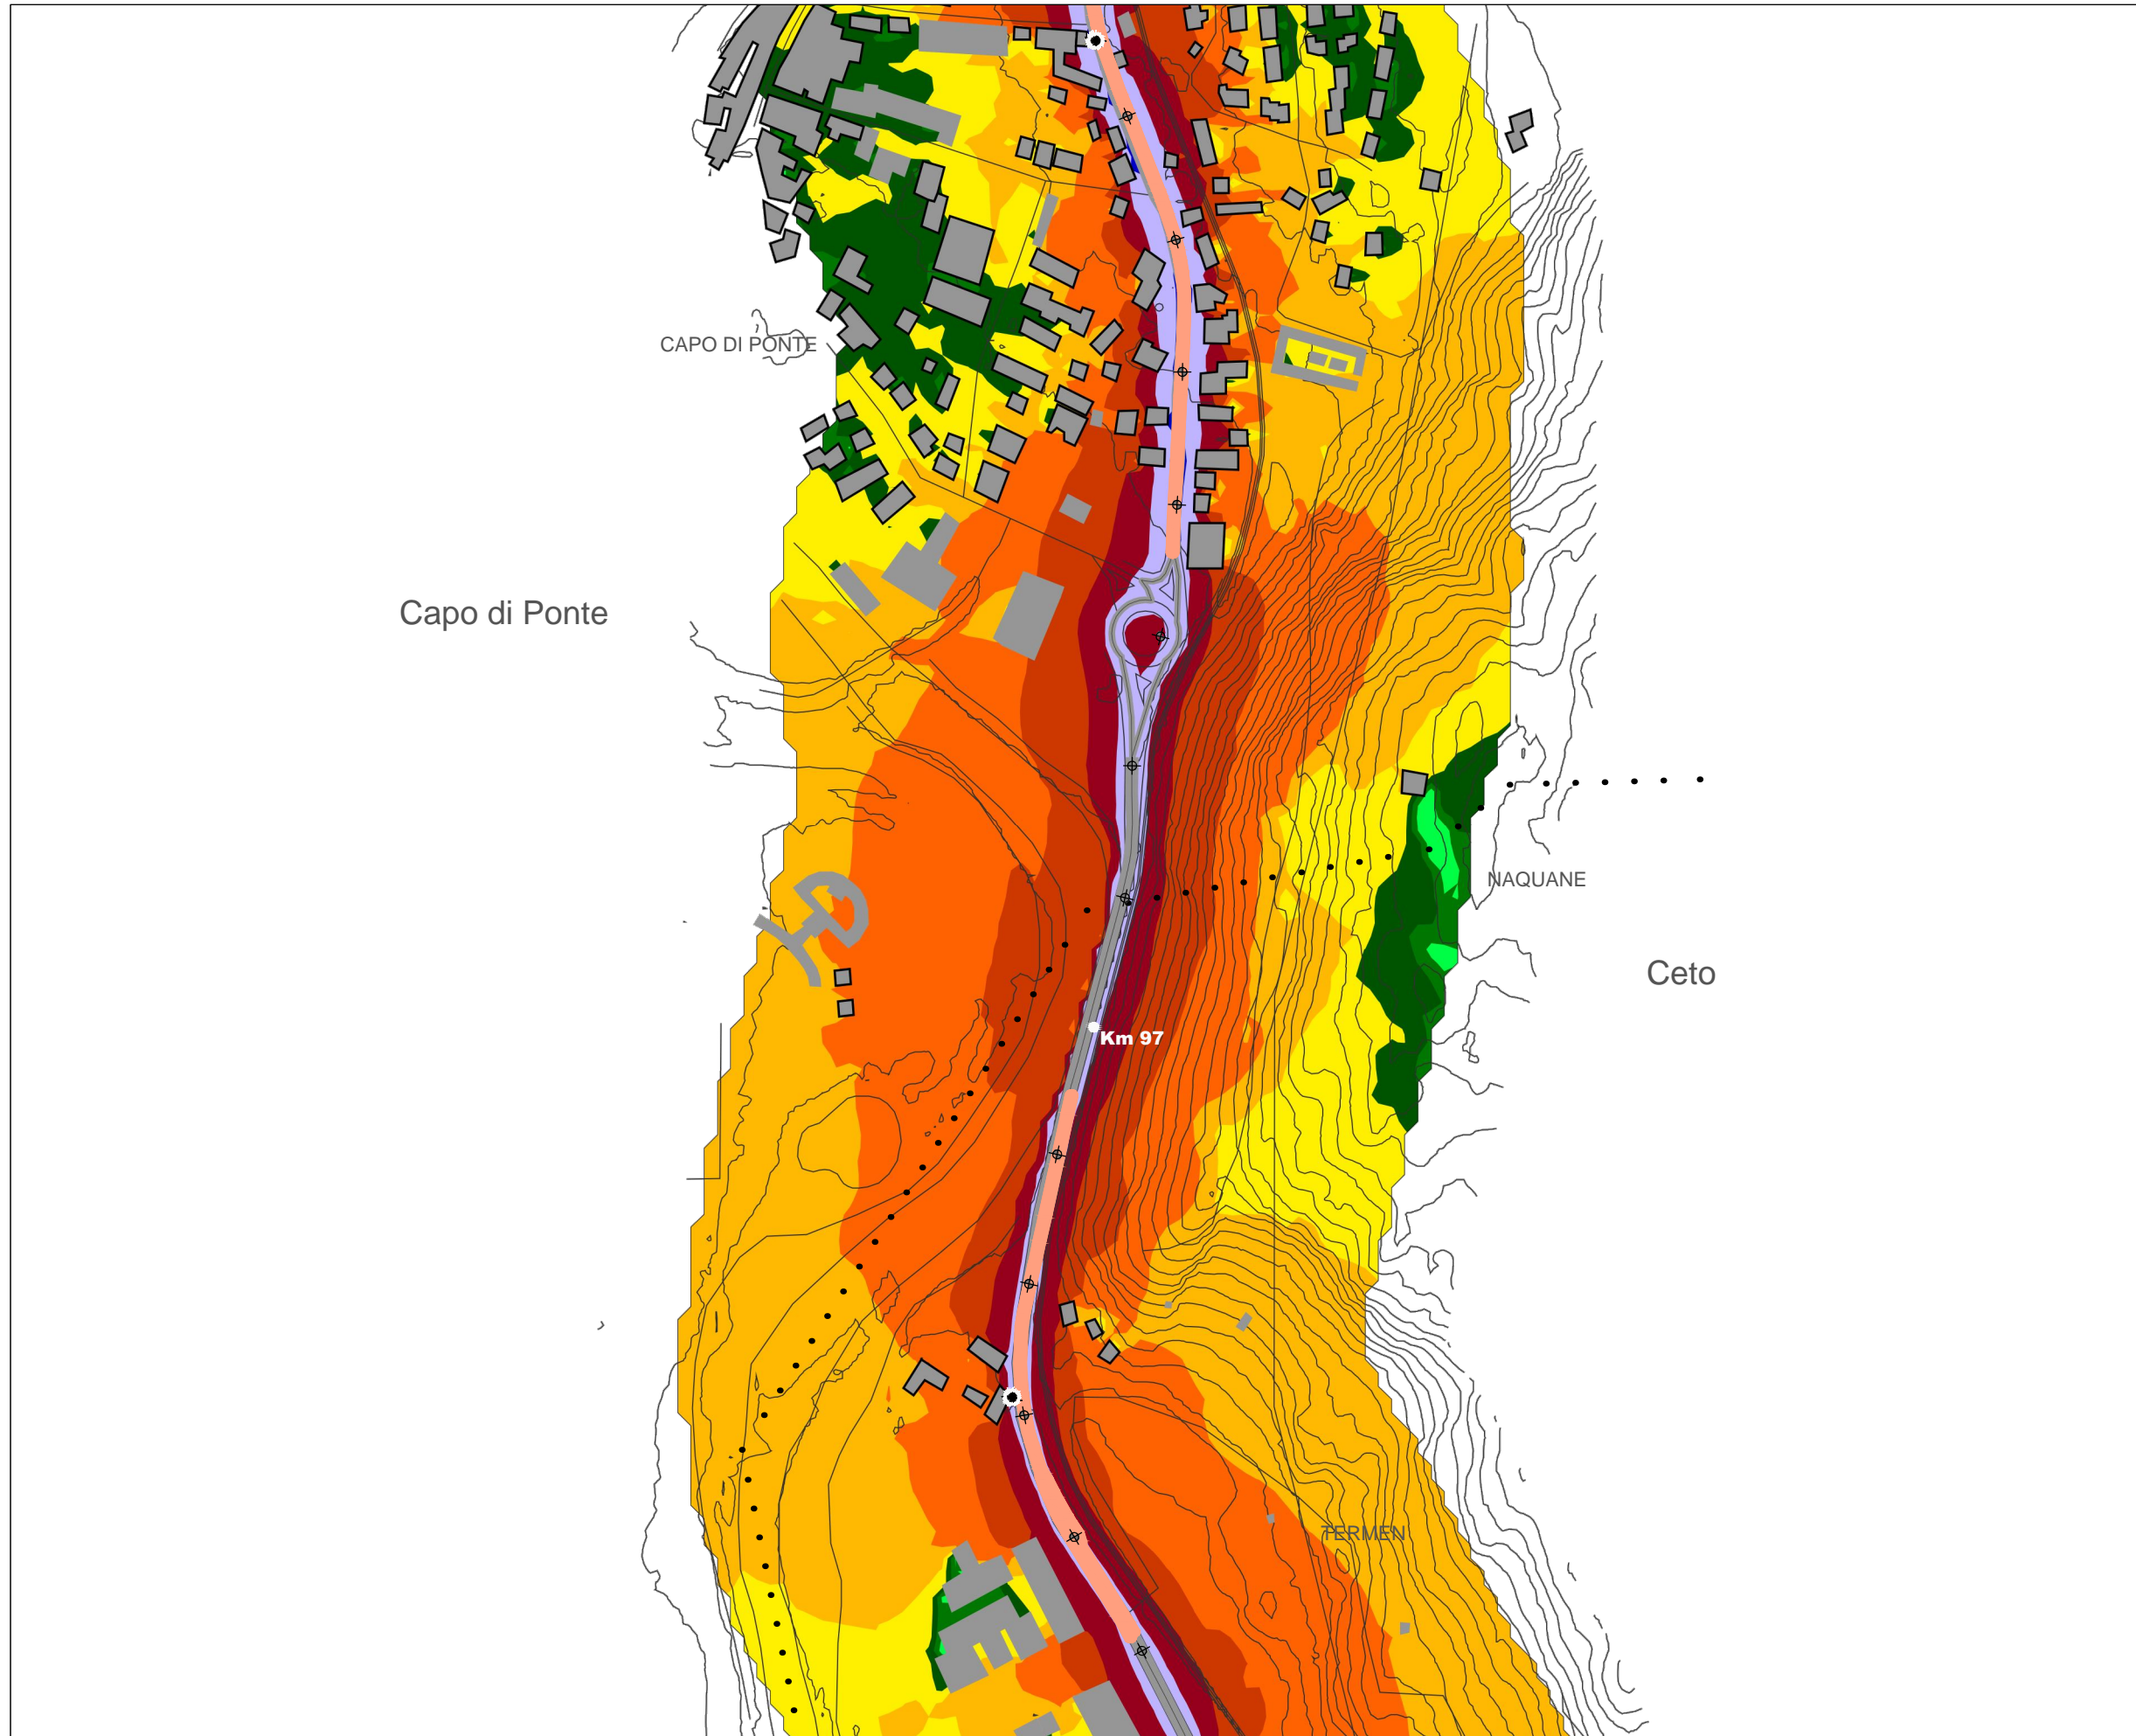 CAPO DI PONTE
Capo di Ponte
NAQUANE
Ceto
Km 97
TERMEN